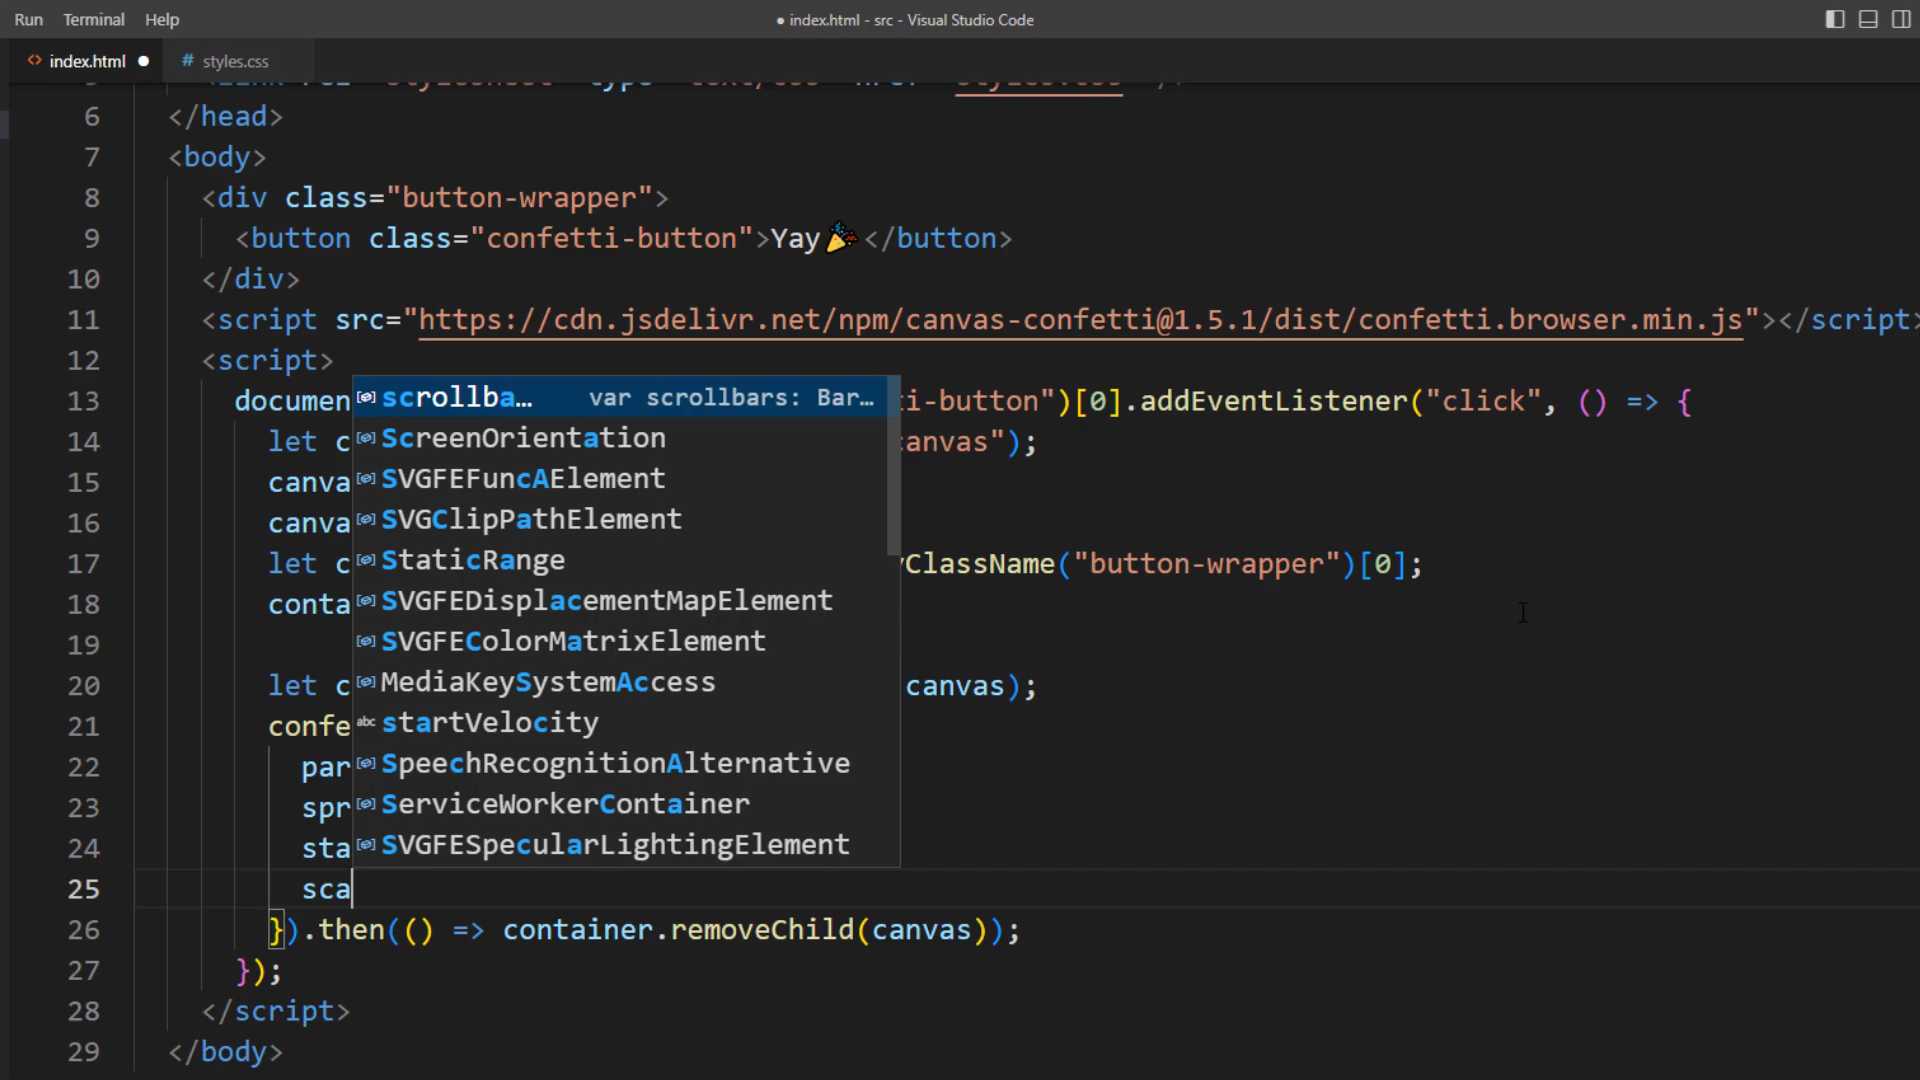 Run Terminal Help
● index.html - src - Visual Studio Code
<> index.html ● # styles.css
6 </head>
7 <body>
8 <div class="button-wrapper">
9 <button class="confetti-button">Yay🎉</button>
10 </div>
11 <script src="https://cdn.jsdelivr.net/npm/canvas-confetti@1.5.1/dist/confetti.browser.min.js"></script>
12 <script>
scrollba… var scrollbars: Bar…
13 documen ti-button")[0].addEventListener("click", () => {
ScreenOrientation
14 let c canvas");
SVGFEFuncAElement
15 canva
SVGClipPathElement
16 canva
StaticRange
17 let c yClassName("button-wrapper")[0];
SVGFEDisplacementMapElement
18 conta
SVGFEColorMatrixElement
19
MediaKeySystemAccess
20 let c canvas);
abc startVelocity
21 confe
SpeechRecognitionAlternative
22 par
ServiceWorkerContainer
23 spr
SVGFESpecularLightingElement
24 sta
25 sca
26 }).then(() => container.removeChild(canvas));
27 });
28 </script>
29 </body>